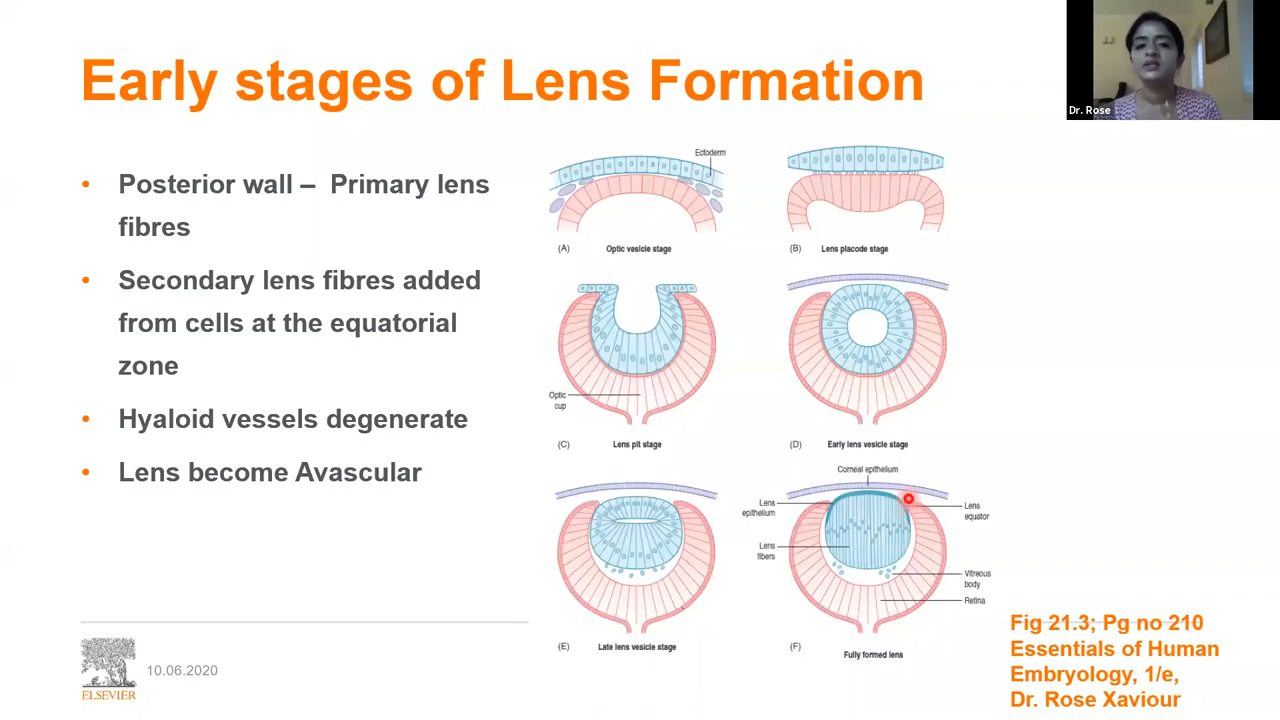 Early stages of Lens Formation
Dr. Rose
• Posterior wall – Primary lens
fibres
• Secondary lens fibres added
from cells at the equatorial
zone
• Hyaloid vessels degenerate
• Lens become Avascular
Ectoderm
(A) Optic vesicle stage
(B) Lens placode stage
Optic
cup
(C) Lens pit stage
(D) Early lens vesicle stage
(E) Late lens vesicle stage
Corneal epithelium
Lens
epithelium
Lens
equator
Lens
fibers
Vitreous
body
Retina
(F) Fully formed lens
ELSEVIER
10.06.2020
Fig 21.3; Pg no 210
Essentials of Human
Embryology, 1/e,
Dr. Rose Xaviour